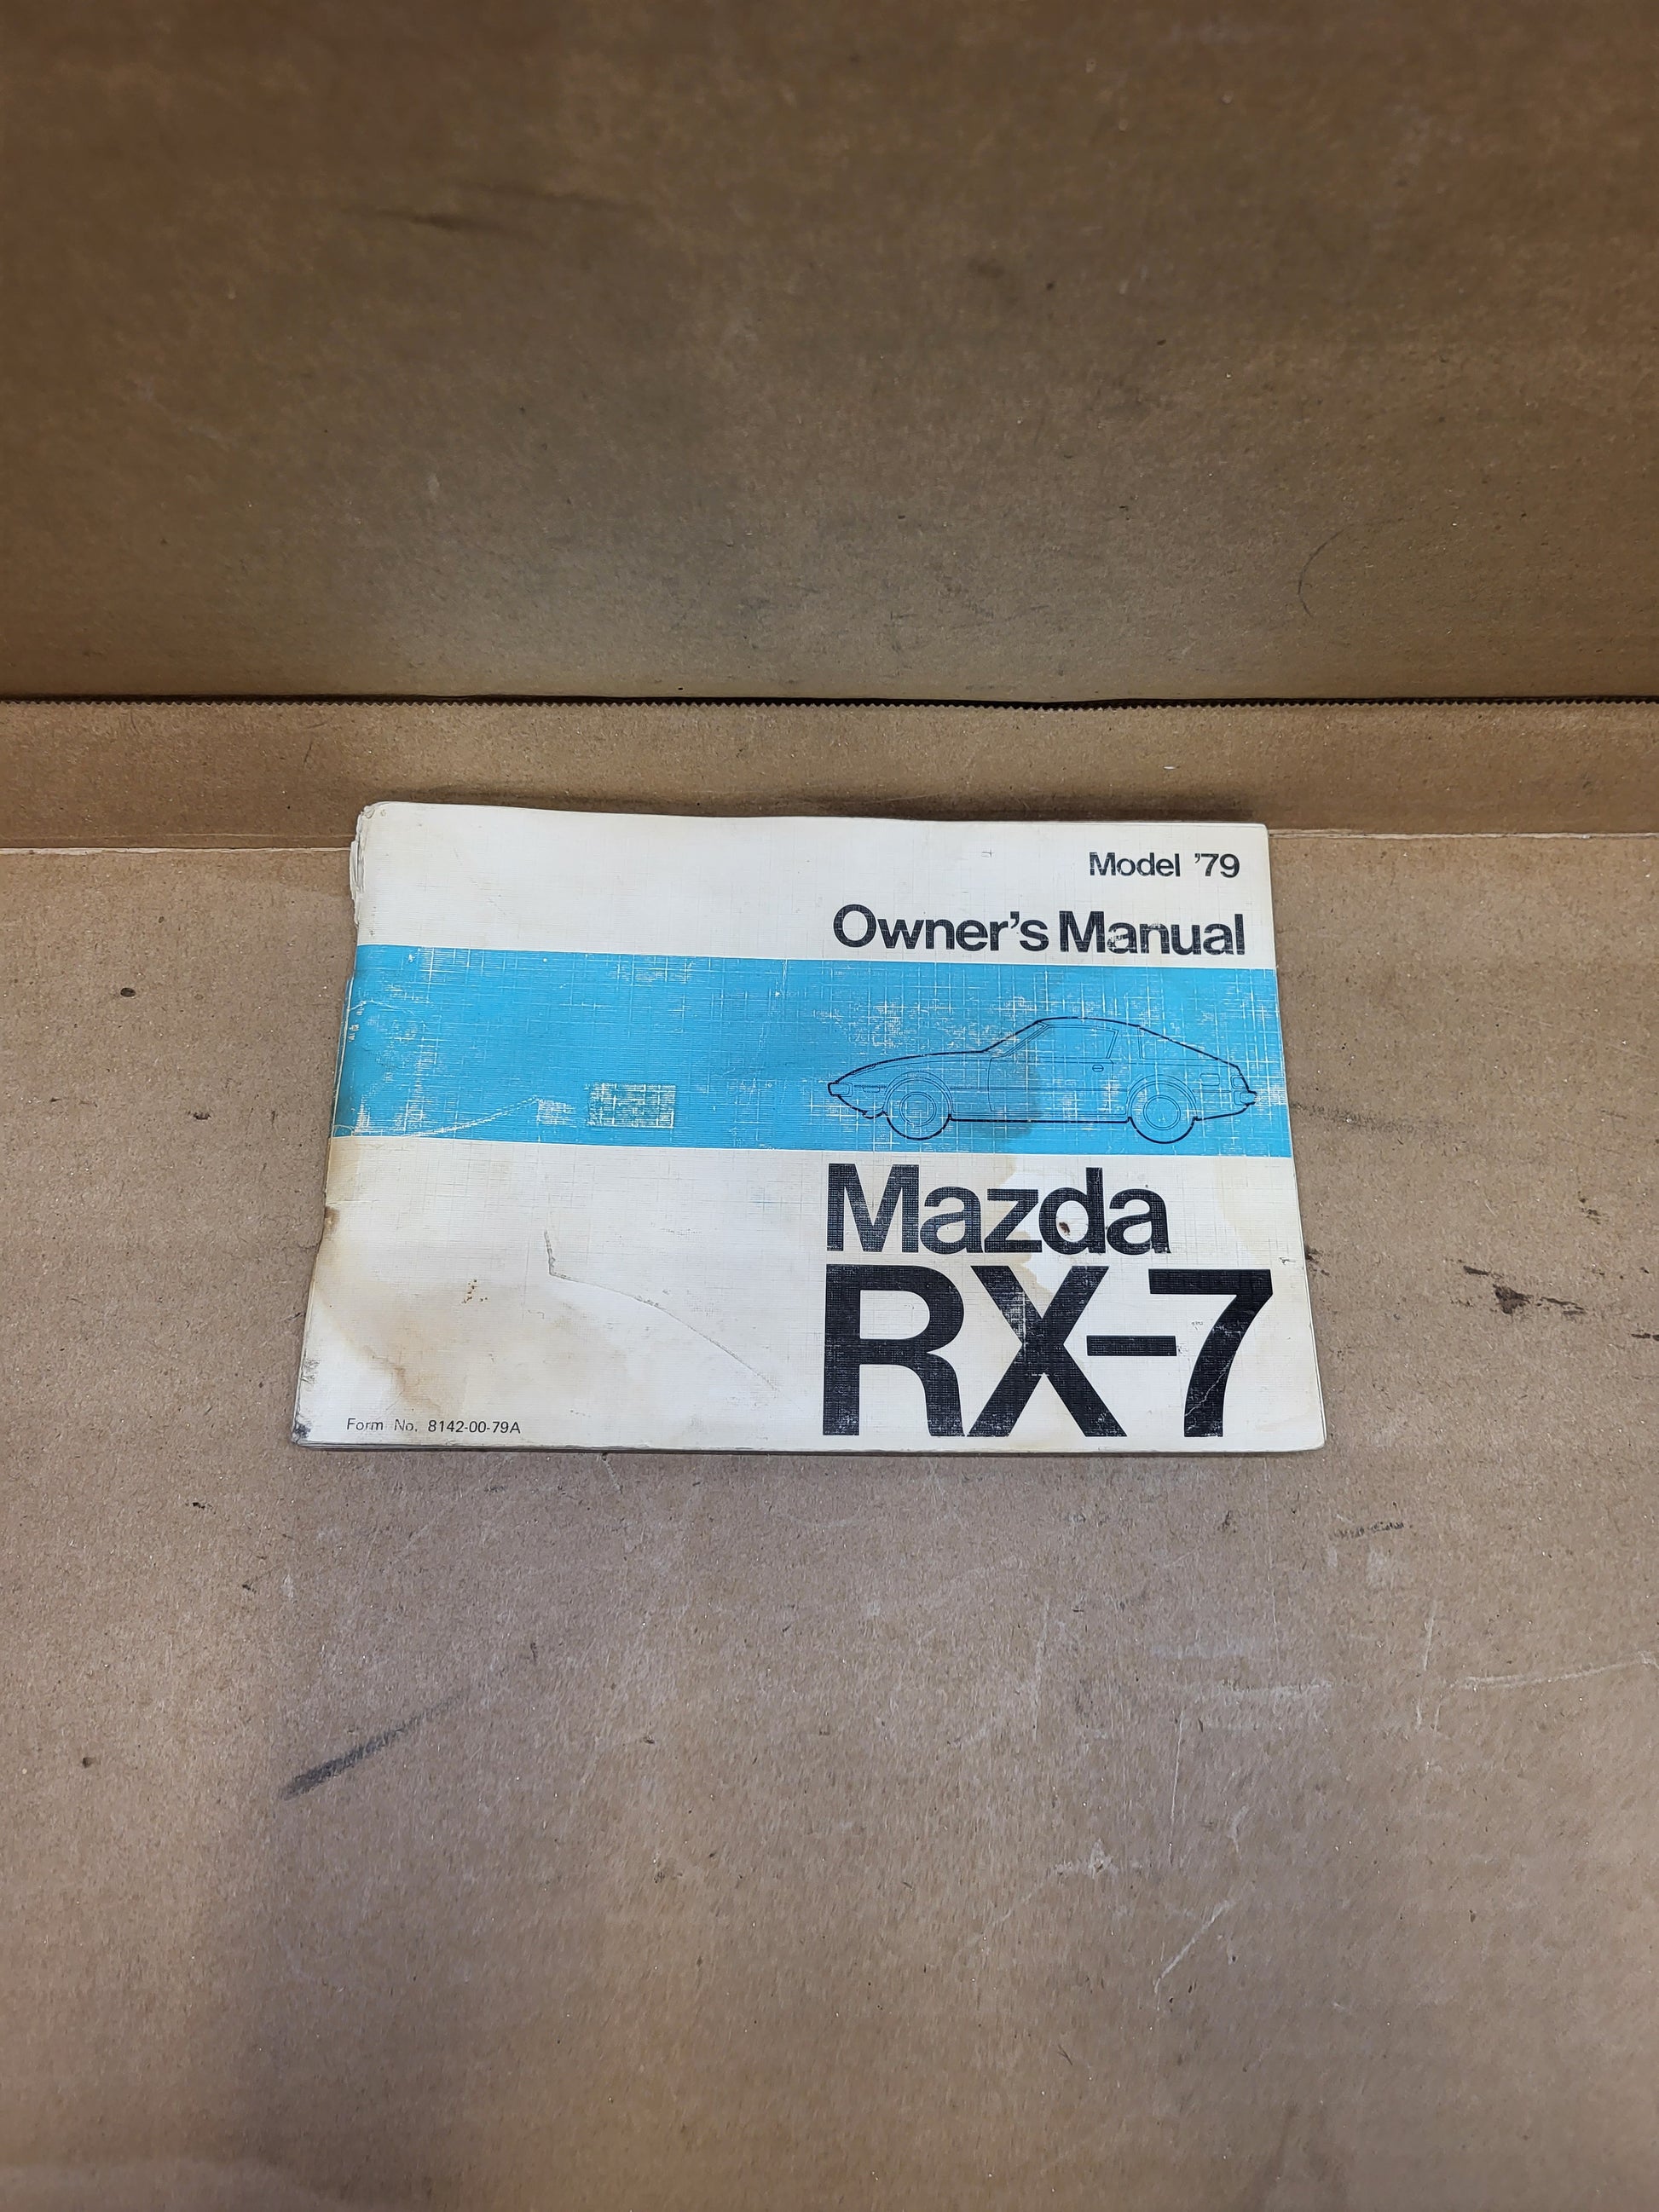 Model '79
Owner's Manual
Mazda
RX-7
Form No. 8142-00-79A